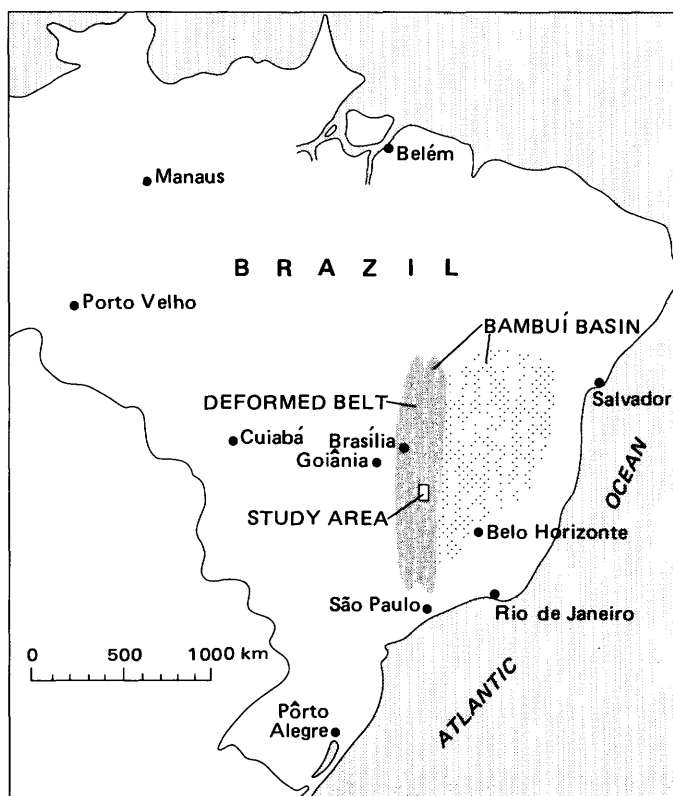 Belém
Manaus
B R A Z I L
Porto Velho
BAMBUÍ BASIN
DEFORMED BELT
Salvador
Cuiabá
Brasília
Goiânia
OCEAN
STUDY AREA
Belo Horizonte
São Paulo
Rio de Janeiro
0 500 1000 km
ATLANTIC
Pôrto
Alegre